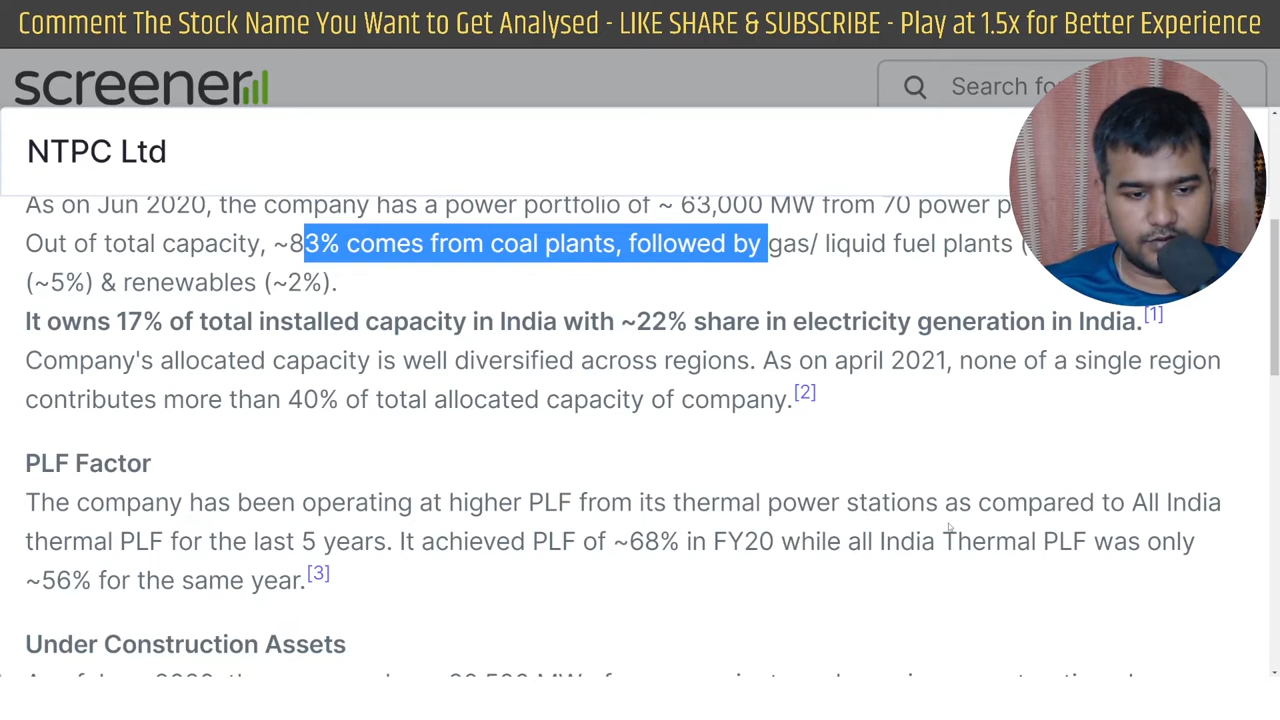 Comment The Stock Name You Want to Get Analysed - LIKE SHARE & SUBSCRIBE - Play at 1.5x for Better Experience
screener
Search fo
NTPC Ltd
As on Jun 2020, the company has a power portfolio of ~ 63,000 MW from 70 power p
Out of total capacity, ~83% comes from coal plants, followed by gas/ liquid fuel plants (
(~5%) & renewables (~2%).
It owns 17% of total installed capacity in India with ~22% share in electricity generation in India.[1]
Company's allocated capacity is well diversified across regions. As on april 2021, none of a single region
contributes more than 40% of total allocated capacity of company.[2]
PLF Factor
The company has been operating at higher PLF from its thermal power stations as compared to All India
thermal PLF for the last 5 years. It achieved PLF of ~68% in FY20 while all India Thermal PLF was only
~56% for the same year.[3]
Under Construction Assets